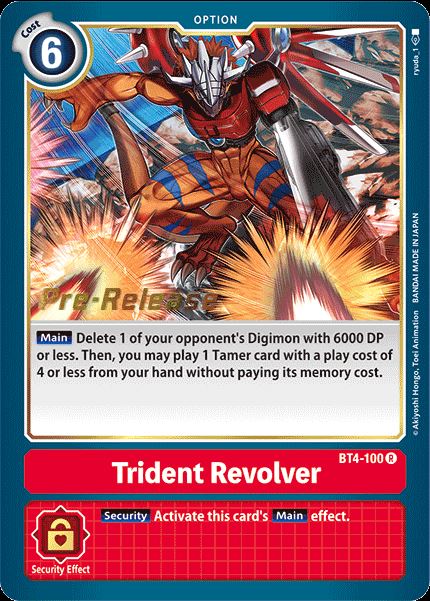 OPTION
Cost
6
ryuda_1
Pre-Release
Main Delete 1 of your opponent's Digimon with 6000 DP
or less. Then, you may play 1 Tamer card with a play cost of
4 or less from your hand without paying its memory cost.
© Akiyoshi Hongo, Toei Animation BANDAI MADE IN JAPAN
BT4-100 R
Trident Revolver
Security Activate this card's Main effect.
Security Effect